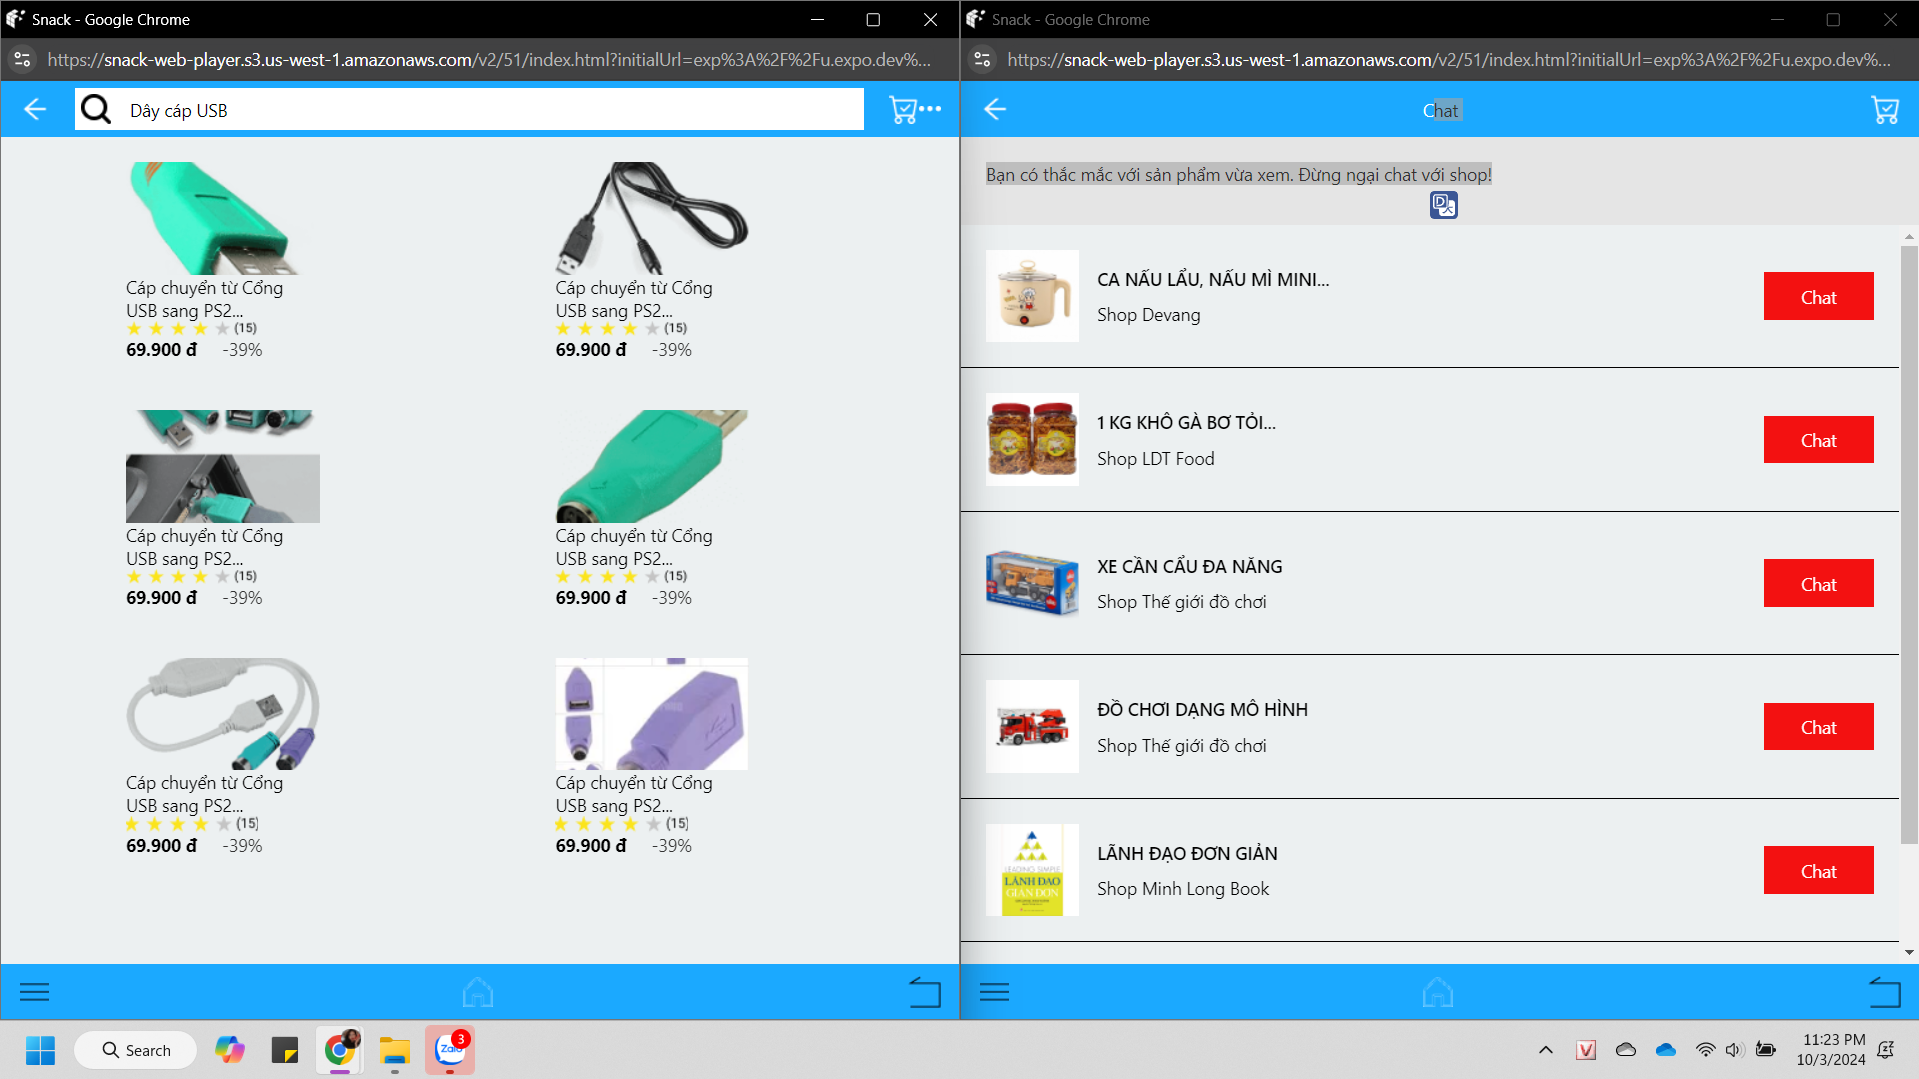 Snack - Google Chrome
https://snack-web-player.s3.us-west-1.amazonaws.com/v2/51/index.html?initialUrl=exp%3A%2F%2Fu.expo.dev%...
Dây cáp USB
Cáp chuyển từ Cổng
USB sang PS2...
(15)
69.900 đ -39%
Cáp chuyển từ Cổng
USB sang PS2...
(15)
69.900 đ -39%
Cáp chuyển từ Cổng
USB sang PS2...
(15)
69.900 đ -39%
Cáp chuyển từ Cổng
USB sang PS2...
(15)
69.900 đ -39%
Cáp chuyển từ Cổng
USB sang PS2...
(15)
69.900 đ -39%
Cáp chuyển từ Cổng
USB sang PS2...
(15)
69.900 đ -39%
Snack - Google Chrome
https://snack-web-player.s3.us-west-1.amazonaws.com/v2/51/index.html?initialUrl=exp%3A%2F%2Fu.expo.dev%...
Chat
Bạn có thắc mắc với sản phẩm vừa xem. Đừng ngại chat với shop!
CA NẤU LẨU, NẤU MÌ MINI...
Shop Devang
Chat
1 KG KHÔ GÀ BƠ TỎI...
Shop LDT Food
Chat
XE CẦN CẨU ĐA NĂNG
Shop Thế giới đồ chơi
Chat
ĐỒ CHƠI DẠNG MÔ HÌNH
Shop Thế giới đồ chơi
Chat
LEADING SIMPLE
LÃNH ĐẠO
GIẢN ĐƠN
LÃNH ĐẠO ĐƠN GIẢN
Shop Minh Long Book
Chat
Search
Zalo
3
V
11:23 PM
10/3/2024